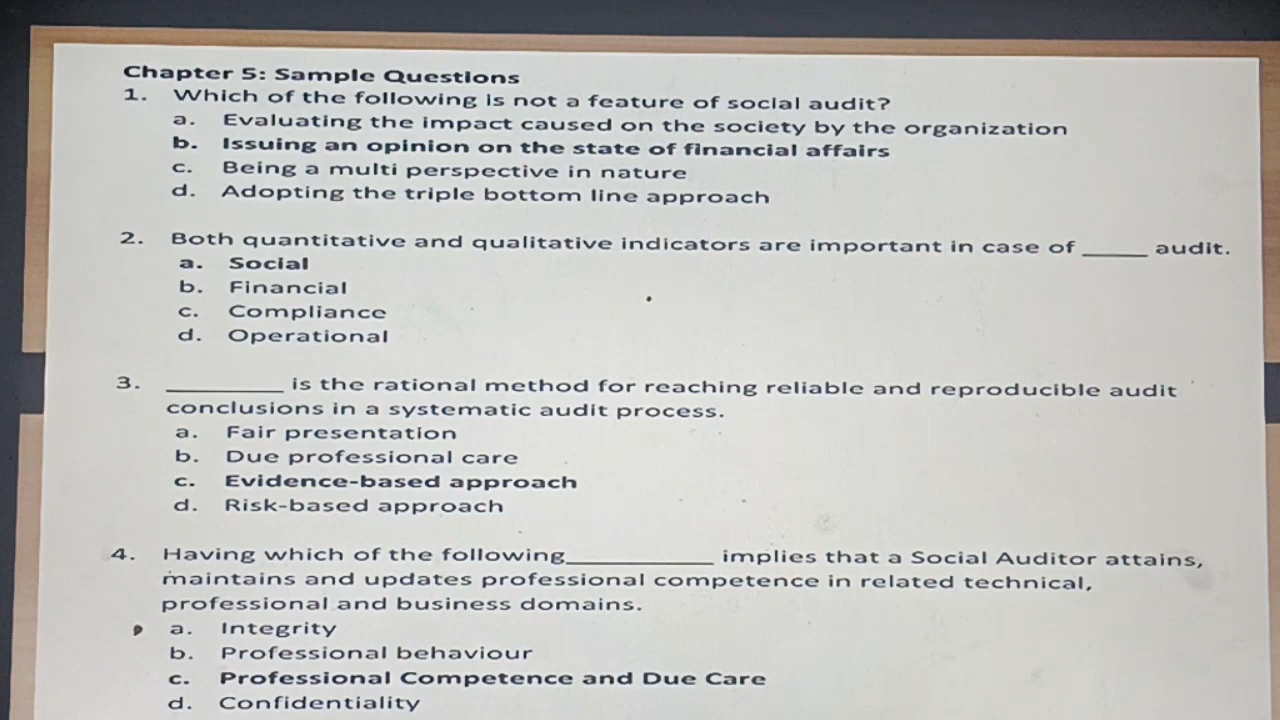 Chapter 5: Sample Questions
1. Which of the following is not a feature of social audit?
a. Evaluating the impact caused on the society by the organization
b. Issuing an opinion on the state of financial affairs
c. Being a multi perspective in nature
d. Adopting the triple bottom line approach
2. Both quantitative and qualitative indicators are important in case of _____ audit.
a. Social
b. Financial
c. Compliance
d. Operational
3. _________ is the rational method for reaching reliable and reproducible audit
conclusions in a systematic audit process.
a. Fair presentation
b. Due professional care
c. Evidence-based approach
d. Risk-based approach
4. Having which of the following___________ implies that a Social Auditor attains,
maintains and updates professional competence in related technical,
professional and business domains.
a. Integrity
b. Professional behaviour
c. Professional Competence and Due Care
d. Confidentiality